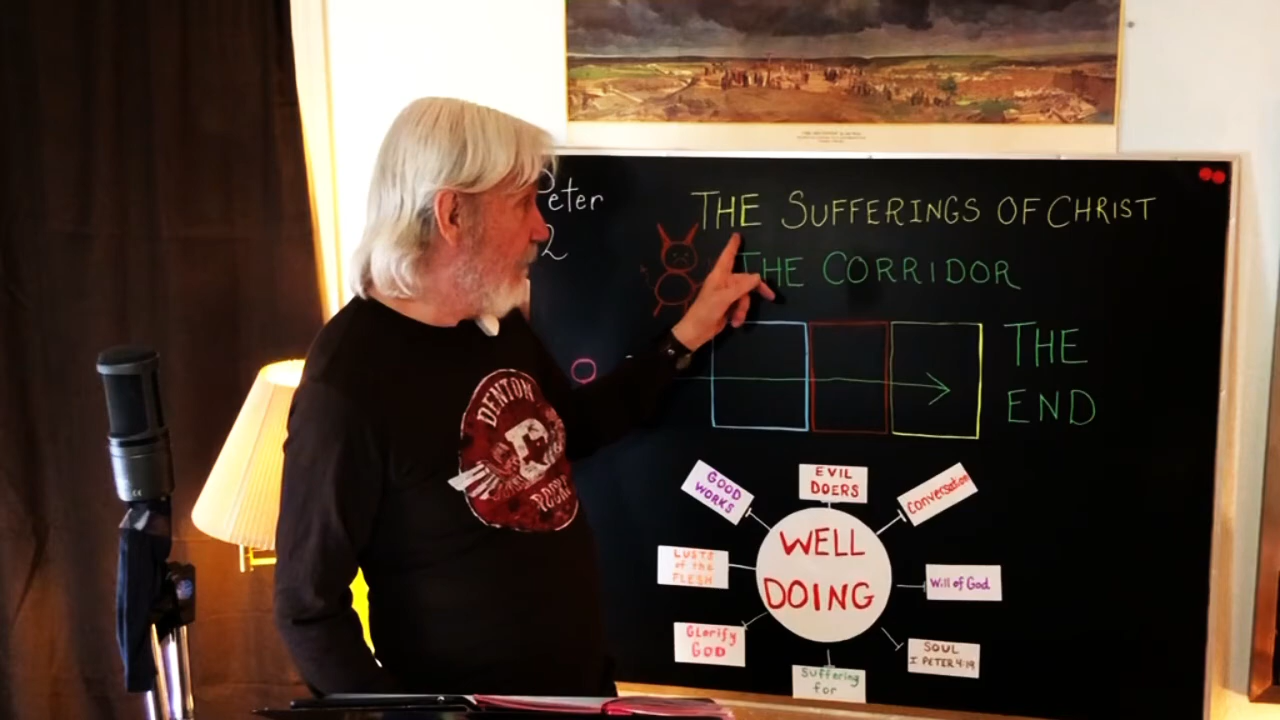 Peter
2
THE SUFFERINGS OF CHRIST
THE CORRIDOR
THE
END
DENTON
GOOD
WORKS
EVIL
DOERS
Conversation
WELL
DOING
LUSTS
of the
FLESH
Will of God
Glorify
GOD
SOUL
I PETER 4:19
Suffering
for